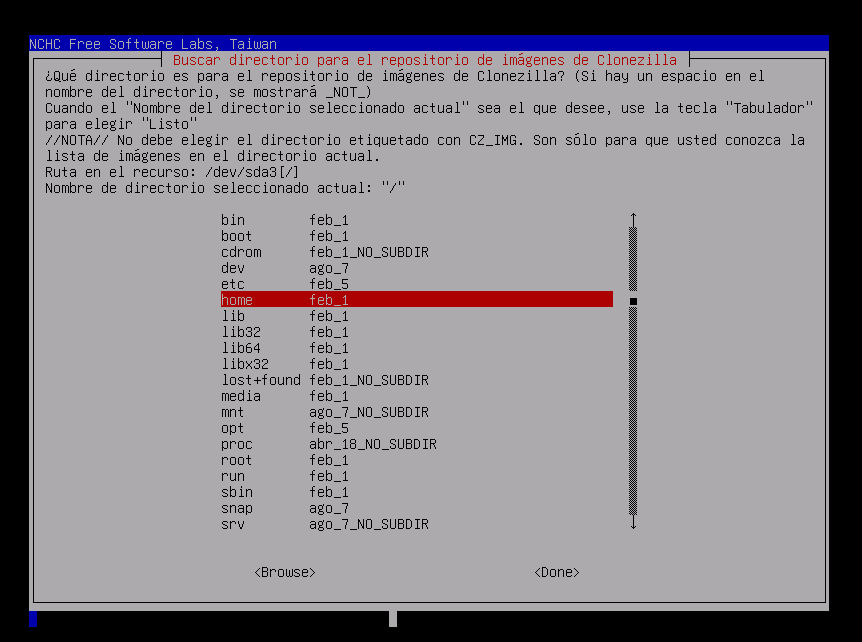 NCHC Free Software Labs, Taiwan
Buscar directorio para el repositorio de imágenes de Clonezilla
¿Qué directorio es para el repositorio de imágenes de Clonezilla? (Si hay un espacio en el
nombre del directorio, se mostrará _NOT_)
Cuando el "Nombre del directorio seleccionado actual" sea el que desee, use la tecla "Tabulador"
para elegir "Listo"
//NOTA// No debe elegir el directorio etiquetado con CZ_IMG. Son sólo para que usted conozca la
lista de imágenes en el directorio actual.
Ruta en el recurso: /dev/sda3[/]
Nombre de directorio seleccionado actual: "/"
bin feb_1
boot feb_1
cdrom feb_1_NO_SUBDIR
dev ago_7
etc feb_5
home feb_1
lib feb_1
lib32 feb_1
lib64 feb_1
libx32 feb_1
lost+found feb_1_NO_SUBDIR
media feb_1
mnt ago_7_NO_SUBDIR
opt feb_5
proc abr_18_NO_SUBDIR
root feb_1
run feb_1
sbin feb_1
snap ago_7
srv ago_7_NO_SUBDIR
<Browse> <Done>